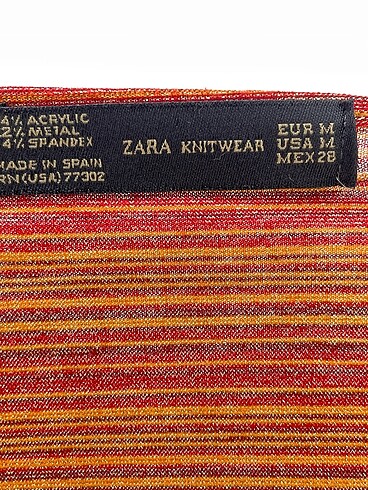 4% ACRYLIC
2% METAL
4% SPANDEX
MADE IN SPAIN
RN(USA) 77302
ZARA KNITWEAR
EUR M
USA M
MEX 28